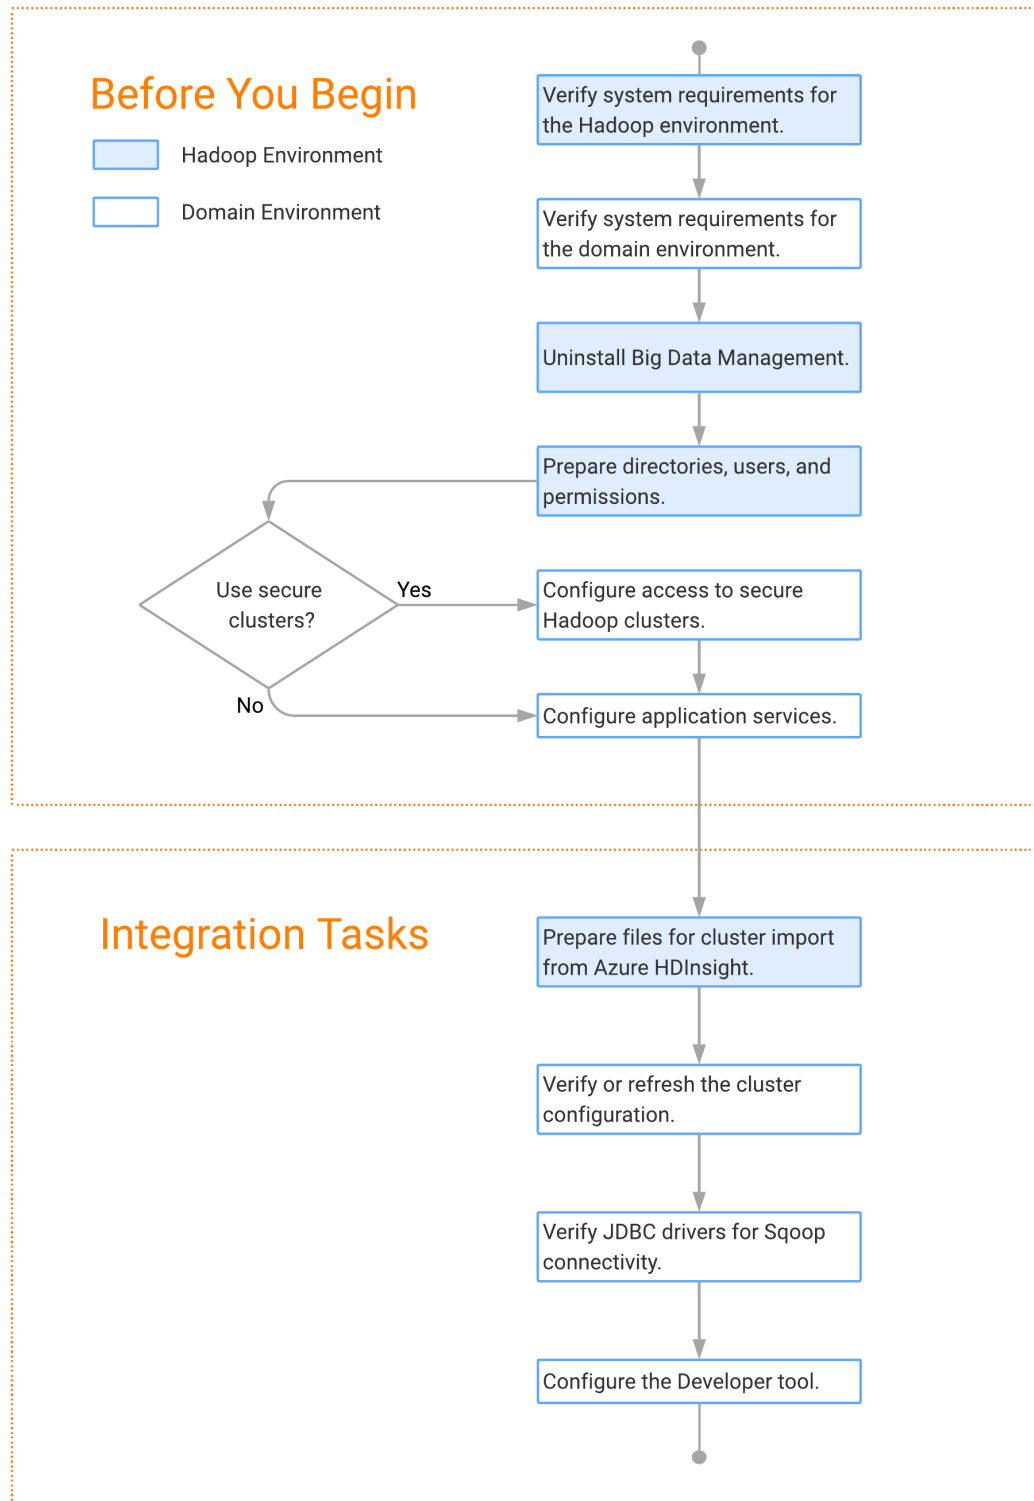 Before You Begin
Hadoop Environment
Domain Environment
Verify system requirements for
the Hadoop environment.
Verify system requirements for
the domain environment.
Uninstall Big Data Management.
Prepare directories, users, and
permissions.
Use secure
clusters?
Yes
No
Configure access to secure
Hadoop clusters.
Configure application services.
Integration Tasks
Prepare files for cluster import
from Azure HDInsight.
Verify or refresh the cluster
configuration.
Verify JDBC drivers for Sqoop
connectivity.
Configure the Developer tool.